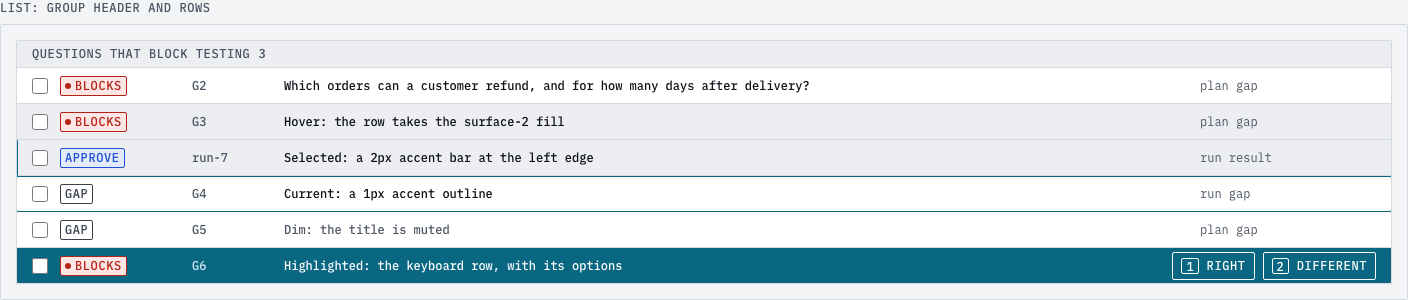 LIST: GROUP HEADER AND ROWS
QUESTIONS THAT BLOCK TESTING 3
BLOCKS G2 Which orders can a customer refund, and for how many days after delivery? plan gap
BLOCKS G3 Hover: the row takes the surface-2 fill plan gap
APPROVE run-7 Selected: a 2px accent bar at the left edge run result
GAP G4 Current: a 1px accent outline run gap
GAP G5 Dim: the title is muted plan gap
BLOCKS G6 Highlighted: the keyboard row, with its options 1 RIGHT 2 DIFFERENT